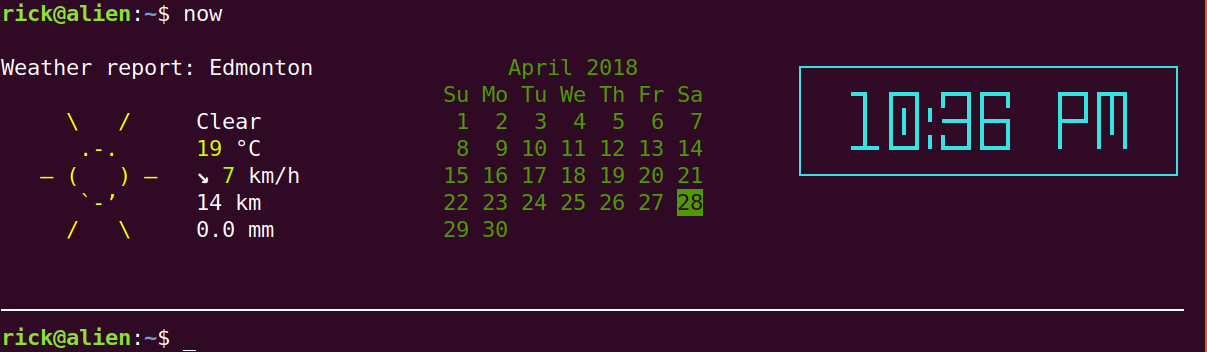 rick@alien:~$ now
Weather report: Edmonton
\ / Clear
.-. 19 °C
― ( ) ― ↘ 7 km/h
`-’ 14 km
/ \ 0.0 mm
April 2018
Su Mo Tu We Th Fr Sa
1 2 3 4 5 6 7
8 9 10 11 12 13 14
15 16 17 18 19 20 21
22 23 24 25 26 27 28
29 30
10:36 PM
rick@alien:~$ _